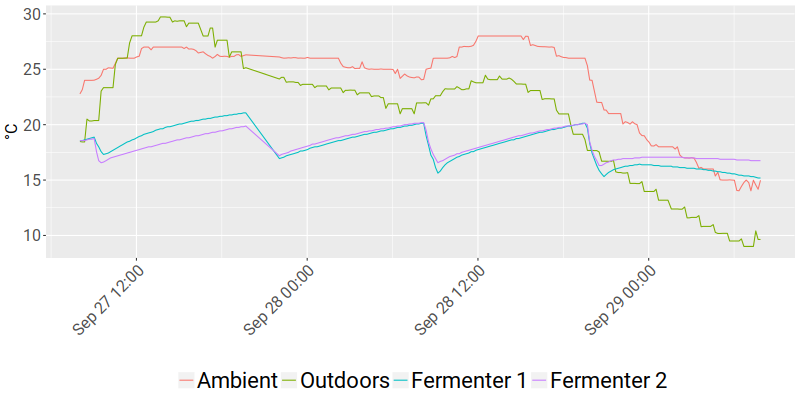 °C
30
25
20
15
10
Sep 27 12:00
Sep 28 00:00
Sep 28 12:00
Sep 29 00:00
Ambient Outdoors Fermenter 1 Fermenter 2